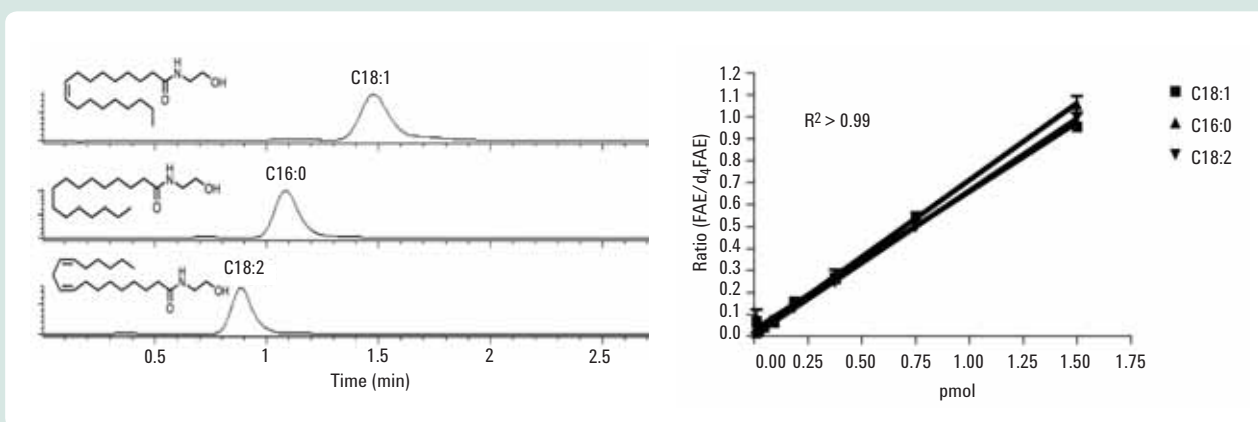 C18:1
H
N
O
OH
C16:0
H
N
O
OH
C18:2
H
N
O
OH
0.5 1 1.5 2 2.5
Time (min)
1.2
1.1
1.0
0.9
0.8
0.7
0.6
0.5
0.4
0.3
0.2
0.1
0.0
Ratio (FAE/d₄FAE)
R² > 0.99
0.00 0.25 0.50 0.75 1.00 1.25 1.50 1.75
pmol
■ C18:1
▲ C16:0
▼ C18:2